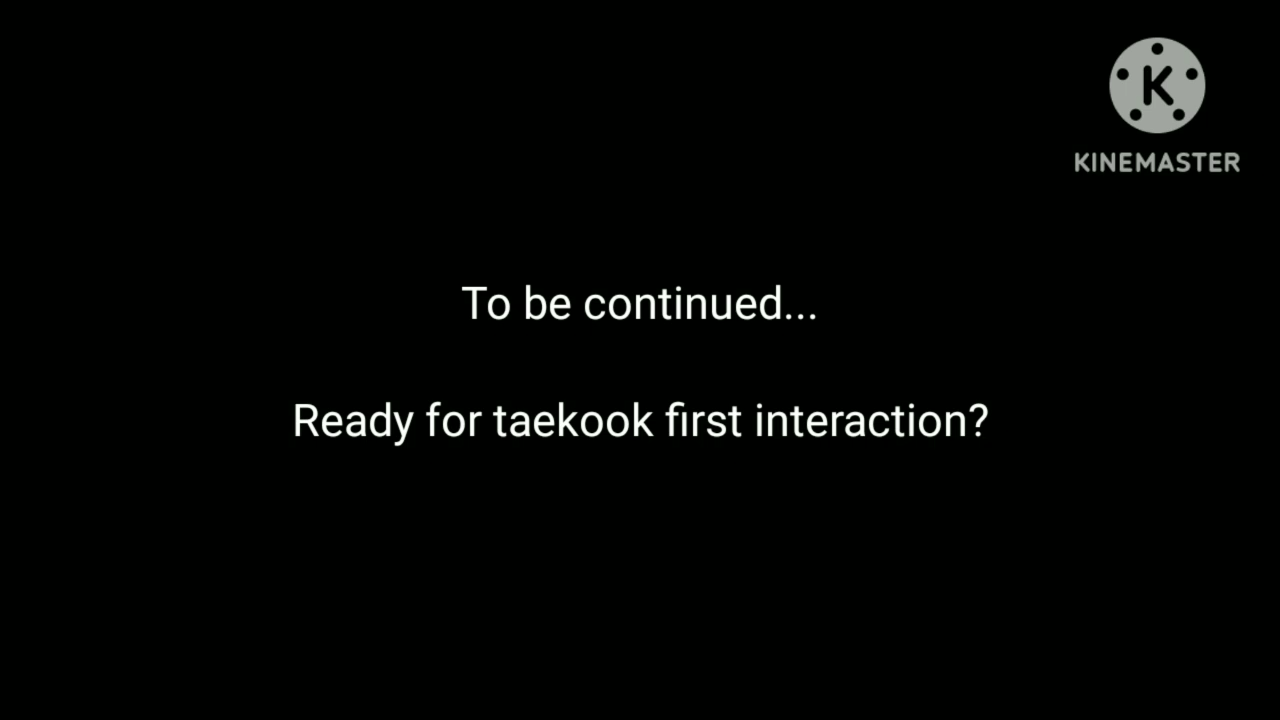 K
KINEMASTER
To be continued...
Ready for taekook first interaction?